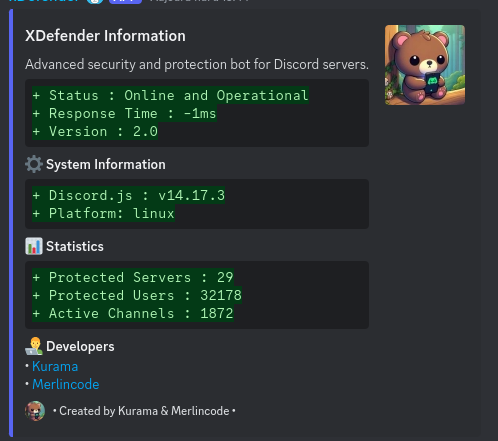 XDefender Information
Advanced security and protection bot for Discord servers.
+ Status : Online and Operational
+ Response Time : -1ms
+ Version : 2.0
System Information
+ Discord.js : v14.17.3
+ Platform: linux
Statistics
+ Protected Servers : 29
+ Protected Users : 32178
+ Active Channels : 1872
Developers
• Kurama
• Merlincode
• Created by Kurama & Merlincode •